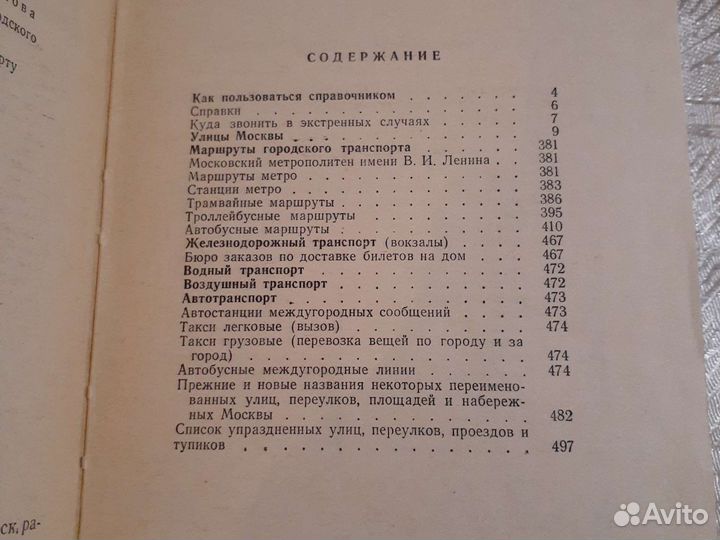 гова
одского
рту
ск, ра-
СОДЕРЖАНИЕ
Как пользоваться справочником . . . . . . . 4
Справки . . . . . . . . . . . . . . 6
Куда звонить в экстренных случаях . . . . . . 7
Улицы Москвы . . . . . . . . . . . . 9
Маршруты городского транспорта . . . . . . 381
Московский метрополитен имени В. И. Ленина . . . 381
Маршруты метро . . . . . . . . . . . 381
Станции метро . . . . . . . . . . . . 383
Трамвайные маршруты . . . . . . . . . . 386
Троллейбусные маршруты . . . . . . . . . 395
Автобусные маршруты . . . . . . . . . . 410
Железнодорожный транспорт (вокзалы) . . . . . 467
Бюро заказов по доставке билетов на дом . . . . 467
Водный транспорт . . . . . . . . . . . 472
Воздушный транспорт . . . . . . . . . . 472
Автотранспорт . . . . . . . . . . . . 473
Автостанции междугородных сообщений . . . . . 473
Такси легковые (вызов) . . . . . . . . . 474
Такси грузовые (перевозка вещей по городу и за
город) . . . . . . . . . . . . . . 474
Автобусные междугородные линии . . . . . . 474
Прежние и новые названия некоторых переимено-
ванных улиц, переулков, площадей и набереж-
ных Москвы . . . . . . . . . . . . 482
Список упраздненных улиц, переулков, проездов и
тупиков . . . . . . . . . . . . . 497
Avito